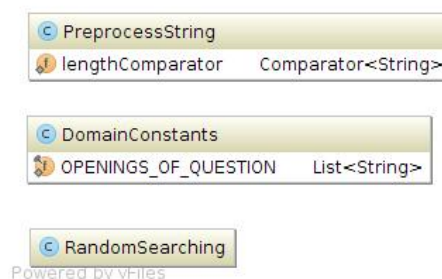 C PreprocessString
f lengthComparator Comparator<String>
C DomainConstants
f OPENINGS_OF_QUESTION List<String>
C RandomSearching
Powered by yFiles